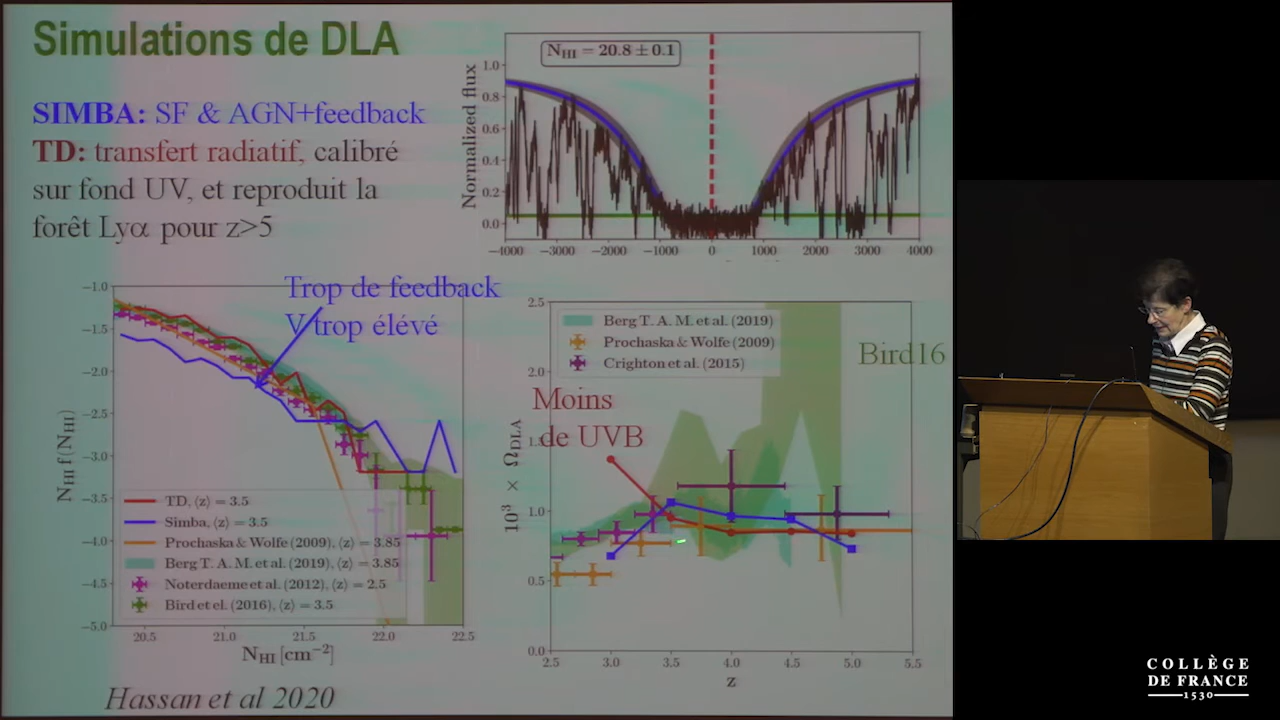 Simulations de DLA
SIMBA: SF & AGN+feedback
TD: transfert radiatif, calibré
sur fond UV, et reproduit la
forêt Lyα pour z>5
N_HI = 20.8 ± 0.1
Normalized flux
1.0
0.8
0.6
0.4
0.2
0.0
−4000
−3000
−2000
−1000
0
1000
2000
3000
4000
Trop de feedback
V trop élévé
N_HI f(N_HI)
−1.0
−1.5
−2.0
−2.5
−3.0
−3.5
−4.0
−4.5
−5.0
TD, ⟨z⟩ = 3.5
Simba, ⟨z⟩ = 3.5
Prochaska & Wolfe (2009), ⟨z⟩ = 3.85
Berg T. A. M. et al. (2019), ⟨z⟩ = 3.85
Noterdaeme et al. (2012), ⟨z⟩ = 2.5
Bird et el. (2016), ⟨z⟩ = 3.5
20.5
21.0
21.5
22.0
22.5
N_HI [cm⁻²]
Berg T. A. M. et al. (2019)
Prochaska & Wolfe (2009)
Crighton et al. (2015)
Bird16
Moins
de UVB
10³ × Ω_DLA
2.5
2.0
1.0
0.5
0.0
2.5
3.0
3.5
4.0
4.5
5.0
5.5
z
Hassan et al 2020
COLLÈGE
DE FRANCE
1530